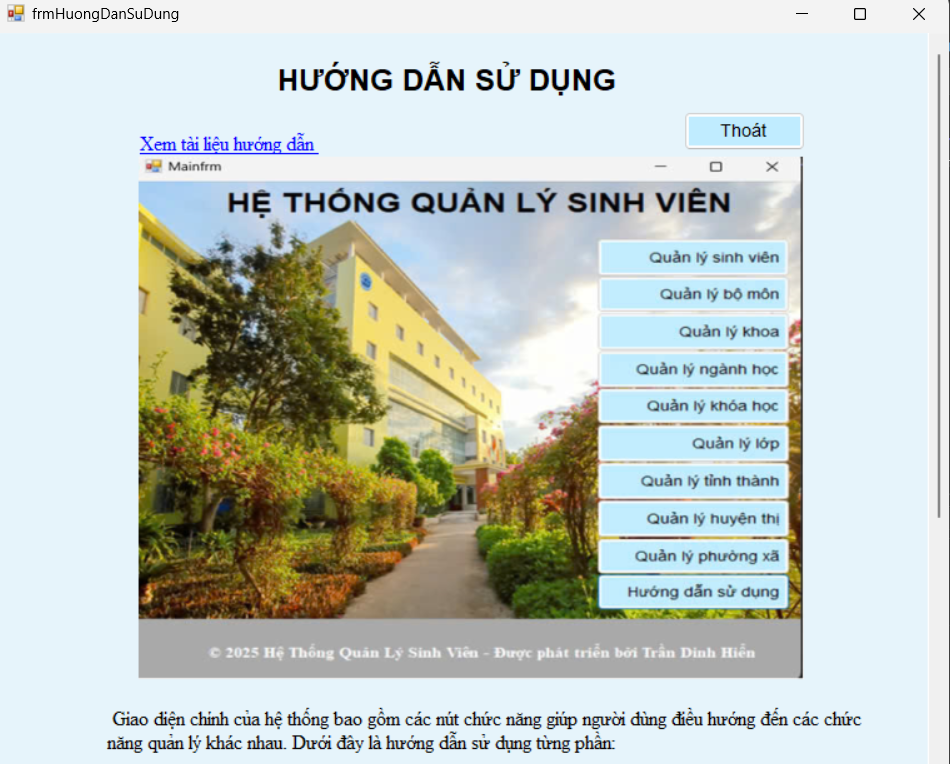 frmHuongDanSuDung
HƯỚNG DẪN SỬ DỤNG
Thoát
Xem tài liệu hướng dẫn
Mainfrm
HỆ THỐNG QUẢN LÝ SINH VIÊN
Quản lý sinh viên
Quản lý bộ môn
Quản lý khoa
Quản lý ngành học
Quản lý khóa học
Quản lý lớp
Quản lý tỉnh thành
Quản lý huyện thị
Quản lý phường xã
Hướng dẫn sử dụng
© 2025 Hệ Thống Quản Lý Sinh Viên - Được phát triển bởi Trần Đình Hiến
Giao diện chính của hệ thống bao gồm các nút chức năng giúp người dùng điều hướng đến các chức
năng quản lý khác nhau. Dưới đây là hướng dẫn sử dụng từng phần: